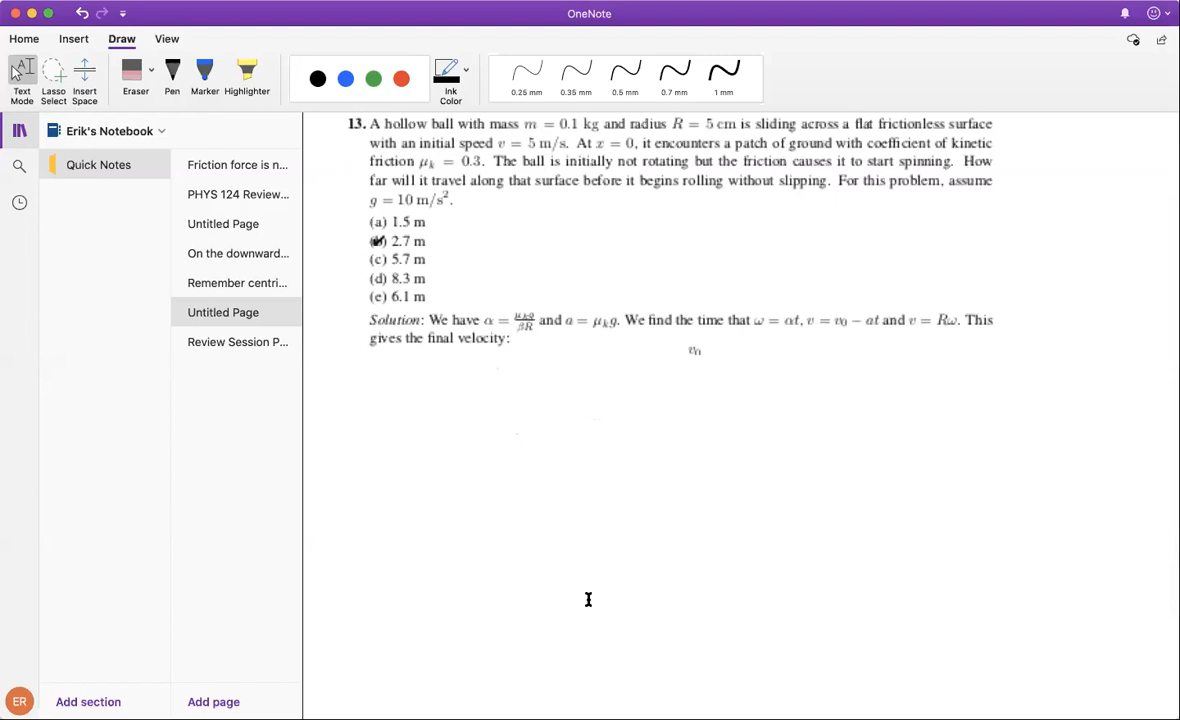 OneNote
Home Insert Draw View
Text Mode
Lasso Select
Insert Space
Eraser
Pen
Marker
Highlighter
Ink Color
0.25 mm
0.35 mm
0.5 mm
0.7 mm
1 mm
Erik's Notebook
Quick Notes
Friction force is n...
PHYS 124 Review...
Untitled Page
On the downward...
Remember centri...
Untitled Page
Review Session P...
13. A hollow ball with mass m = 0.1 kg and radius R = 5 cm is sliding across a flat frictionless surface
with an initial speed v = 5 m/s. At x = 0, it encounters a patch of ground with coefficient of kinetic
friction μk = 0.3. The ball is initially not rotating but the friction causes it to start spinning. How
far will it travel along that surface before it begins rolling without slipping. For this problem, assume
g = 10 m/s².
(a) 1.5 m
(b) 2.7 m
(c) 5.7 m
(d) 8.3 m
(e) 6.1 m
Solution: We have α = μkg/βR and a = μkg. We find the time that ω = αt, v = v0 − at and v = Rω. This
gives the final velocity:
v0
ER
Add section
Add page